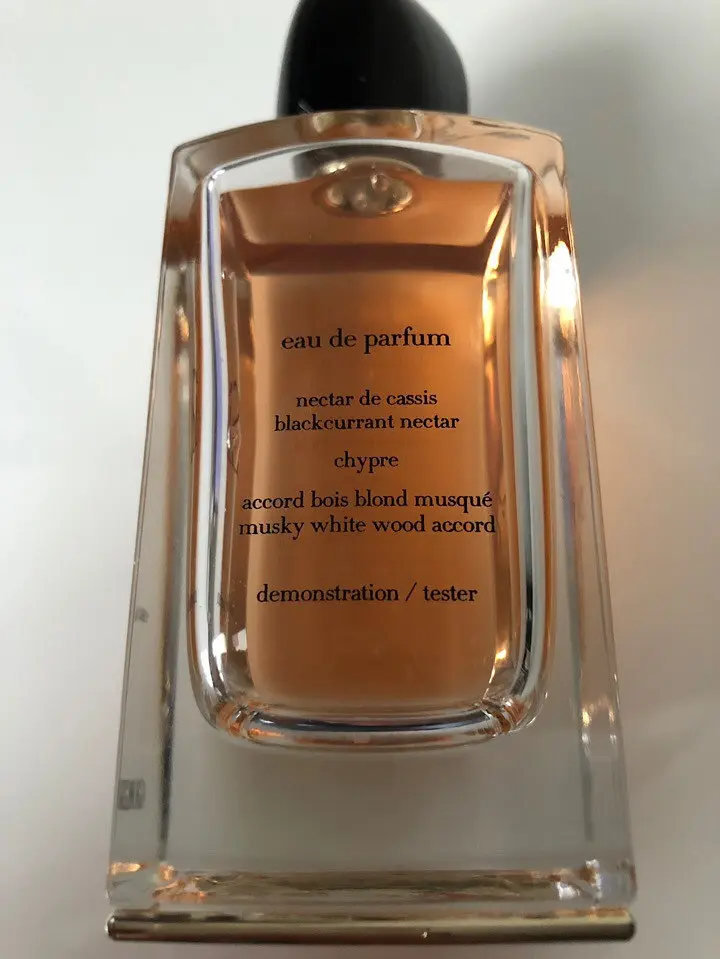 eau de parfum
nectar de cassis
blackcurrant nectar
chypre
accord bois blond musqué
musky white wood accord
demonstration / tester